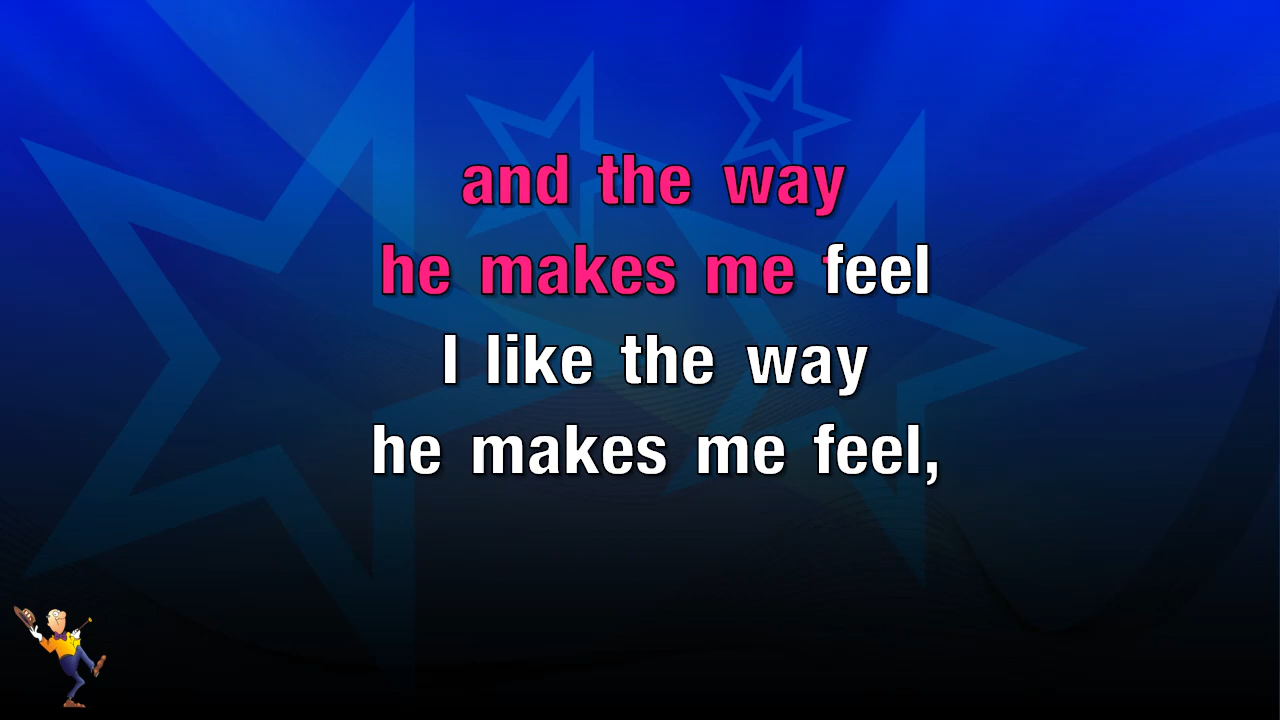 and the way
he makes me feel
I like the way
he makes me feel,